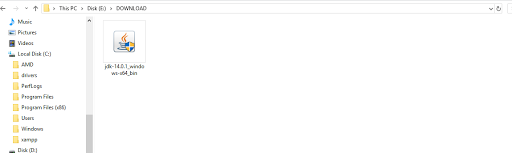 This PC > Disk (E:) > DOWNLOAD
Music
Pictures
Videos
Local Disk (C:)
AMD
drivers
PerfLogs
Program Files
Program Files (x86)
Users
Windows
xampp
Disk (D:)
jdk-14.0.1_windo
ws-x64_bin